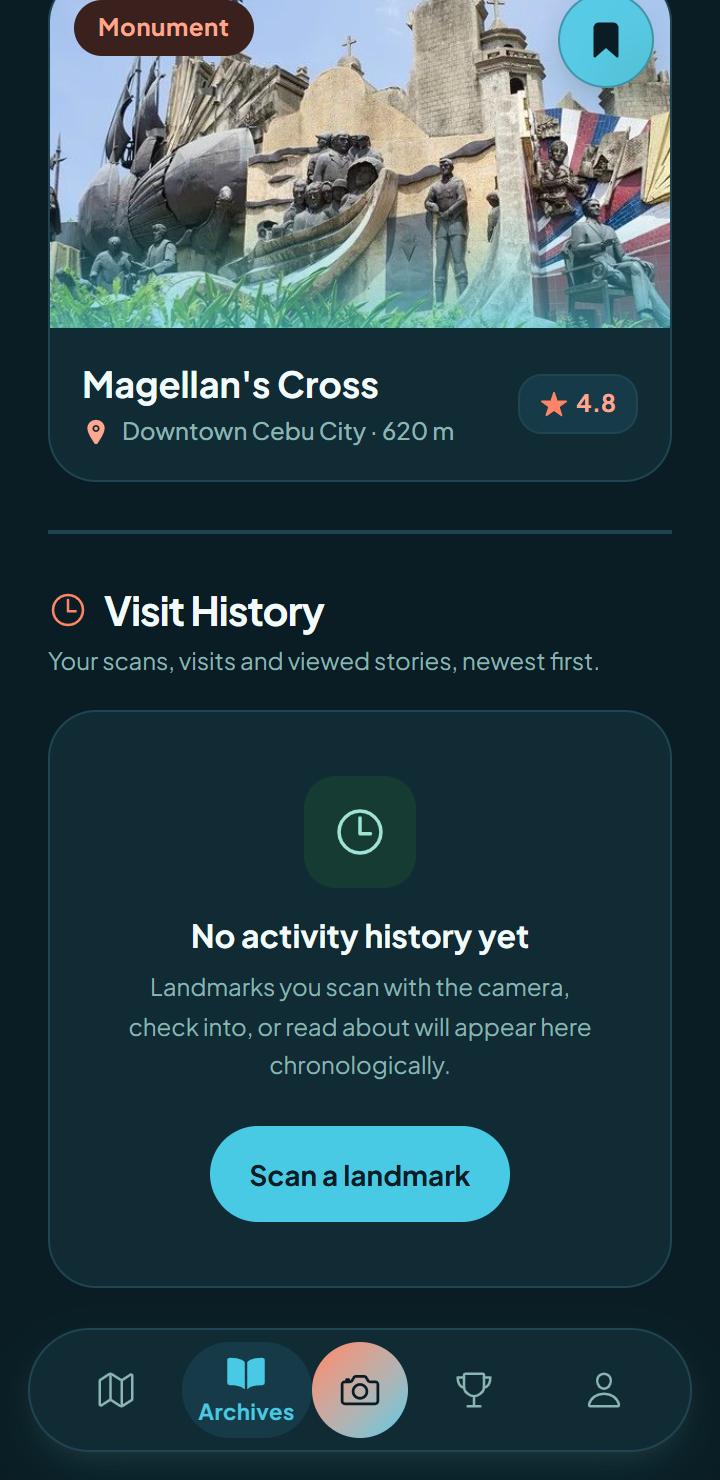 Monument
Magellan's Cross
Downtown Cebu City · 620 m
4.8
Visit History
Your scans, visits and viewed stories, newest first.
No activity history yet
Landmarks you scan with the camera,
check into, or read about will appear here
chronologically.
Scan a landmark
Archives